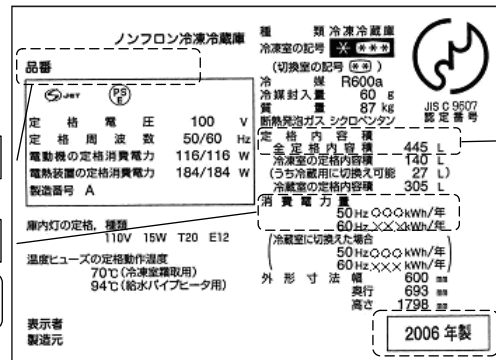 ノンフロン冷凍冷蔵庫
品番
S JET
PS
E
定格電圧 100 V
定格周波数 50/60 Hz
電動機の定格消費電力 116/116 W
電熱装置の定格消費電力 184/184 W
製造番号 A
庫内灯の定格, 種類
110V 15W T20 E12
温度ヒューズの定格動作温度
70℃(冷凍室霜取用)
94℃(給水パイプヒータ用)
表示者
製造元
種類 冷凍冷蔵庫
冷凍室の記号 * ***
(切換室の記号 **)
冷媒 R600a
冷媒封入量 60 g
質量 87 kg
断熱発泡ガス シクロペンタン
定格内容積
全定格内容積 445 L
冷凍室の定格内容積 140 L
(うち冷蔵用に切換え可能 27 L)
冷蔵室の定格内容積 305 L
消費電力量
50Hz○○○kWh/年
60Hz×××kWh/年
(冷蔵室に切換えた場合
50Hz○○○kWh/年
60Hz×××kWh/年)
外形寸法 幅 600 mm
奥行 693 mm
高さ 1798 mm
JIS C 9607
認定番号
2006 年製